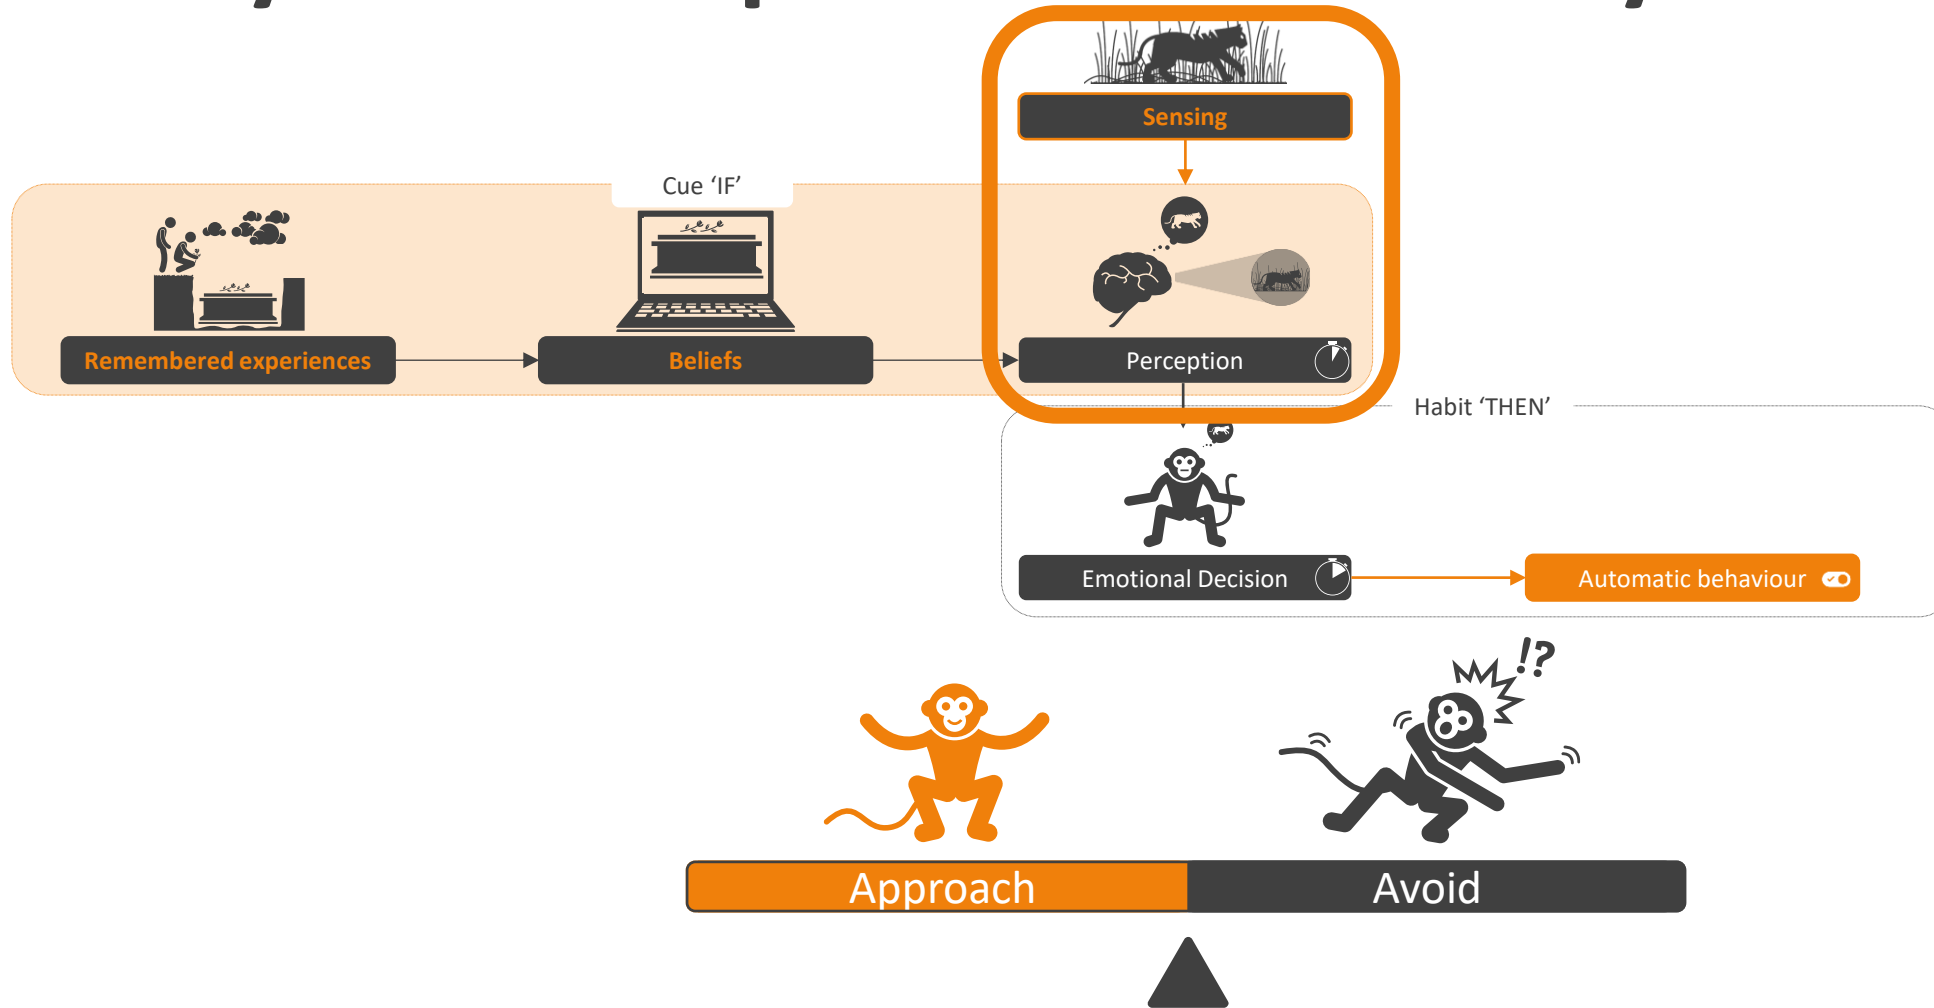 Sensing
Cue ‘IF’
Remembered experiences
Beliefs
Perception
Habit ‘THEN’
Emotional Decision
Automatic behaviour
!?
Approach
Avoid